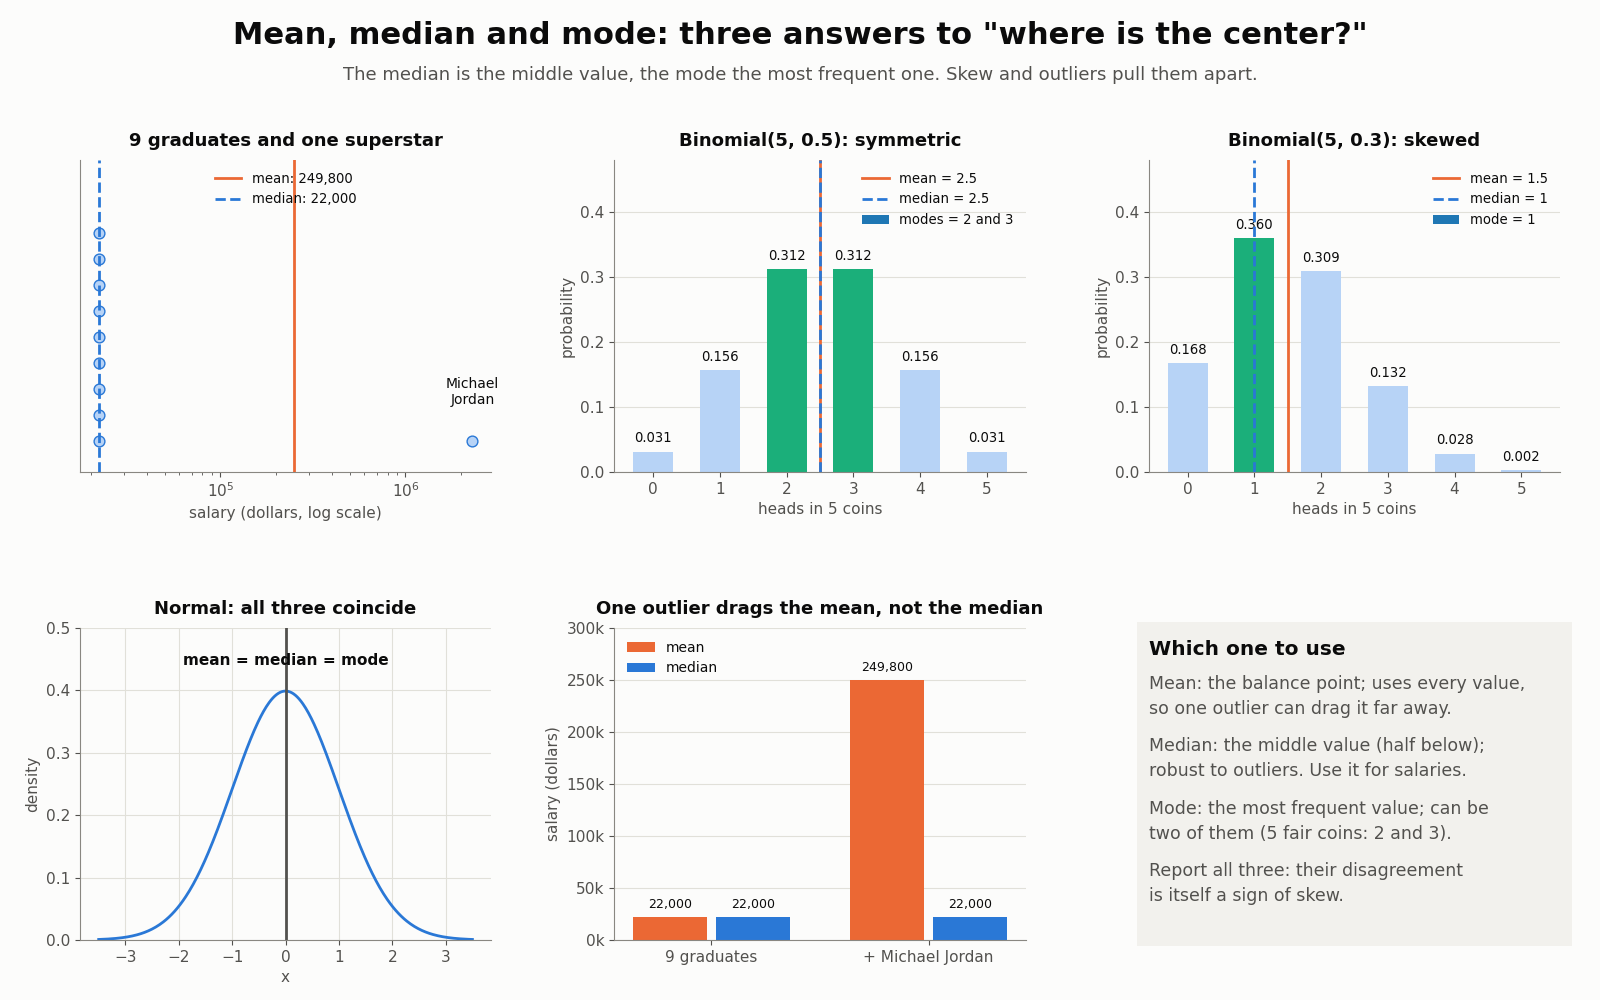 Mean, median and mode: three answers to "where is the center?"
The median is the middle value, the mode the most frequent one. Skew and outliers pull them apart.
9 graduates and one superstar
mean: 249,800
median: 22,000
Michael
Jordan
10⁵
10⁶
salary (dollars, log scale)
Binomial(5, 0.5): symmetric
mean = 2.5
median = 2.5
modes = 2 and 3
probability
0.4
0.3
0.2
0.1
0.0
0.031
0.156
0.312
0.312
0.156
0.031
0 1 2 3 4 5
heads in 5 coins
Binomial(5, 0.3): skewed
mean = 1.5
median = 1
mode = 1
probability
0.4
0.3
0.2
0.1
0.0
0.168
0.360
0.309
0.132
0.028
0.002
0 1 2 3 4 5
heads in 5 coins
Normal: all three coincide
mean = median = mode
density
0.5
0.4
0.3
0.2
0.1
0.0
−3 −2 −1 0 1 2 3
x
One outlier drags the mean, not the median
mean
median
salary (dollars)
300k
250k
200k
150k
100k
50k
0k
22,000
22,000
249,800
22,000
9 graduates
+ Michael Jordan
Which one to use
Mean: the balance point; uses every value,
so one outlier can drag it far away.
Median: the middle value (half below);
robust to outliers. Use it for salaries.
Mode: the most frequent value; can be
two of them (5 fair coins: 2 and 3).
Report all three: their disagreement
is itself a sign of skew.